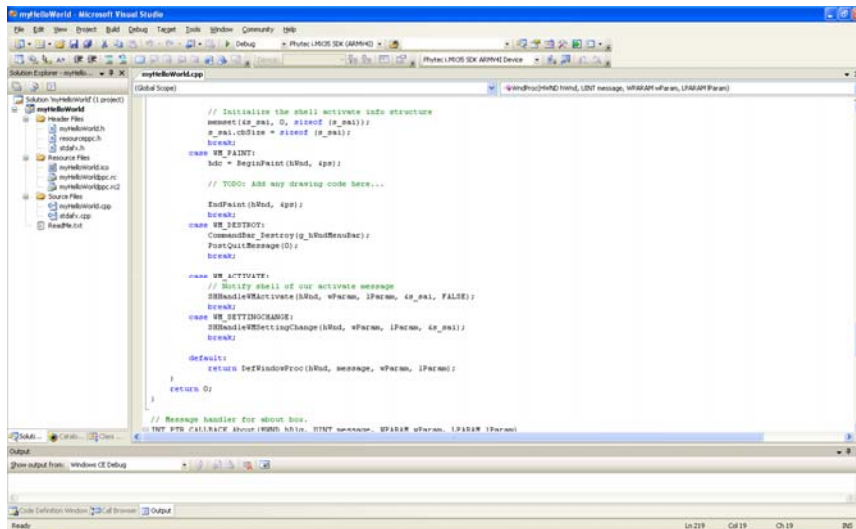 myHelloWorld - Microsoft Visual Studio
File Edit View Project Build Debug Target Tools Window Community Help
Debug Phytec i.MX35 SDK (ARMV4I)
Phytec i.MX35 SDK ARMV4I Device
Solution Explorer - myHello...
Solution 'myHelloWorld' (1 project)
myHelloWorld
Header Files
myHelloWorld.h
resourceppc.h
stdafx.h
Resource Files
myHelloWorld.ico
myHelloWorldppc.rc
myHelloWorldppc.rc2
Source Files
myHelloWorld.cpp
stdafx.cpp
ReadMe.txt
Soluti... Class ...
myHelloWorld.cpp
(Global Scope) WndProc(HWND hWnd, UINT message, WPARAM wParam, LPARAM lParam)
// Initialize the shell activate info structure
memset(&s_sai, 0, sizeof (s_sai));
s_sai.cbSize = sizeof (s_sai);
break;
case WM_PAINT:
hdc = BeginPaint(hWnd, &ps);
// TODO: Add any drawing code here...
EndPaint(hWnd, &ps);
break;
case WM_DESTROY:
CommandBar_Destroy(g_hWndMenuBar);
PostQuitMessage(0);
break;
case WM_ACTIVATE:
// Notify shell of our activate message
SHHandleWMActivate(hWnd, wParam, lParam, &s_sai, FALSE);
break;
case WM_SETTINGCHANGE:
SHHandleWMSettingChange(hWnd, wParam, lParam, &s_sai);
break;
default:
return DefWindowProc(hWnd, message, wParam, lParam);
}
return 0;
}
// Message handler for about box.
INT_PTR CALLBACK About(HWND hDlg, UINT message, WPARAM wParam, LPARAM lParam)
Output
Show output from: Windows CE Debug
Code Definition Window Call Browser Output
Ready Ln 219 Col 19 Ch 19 INS